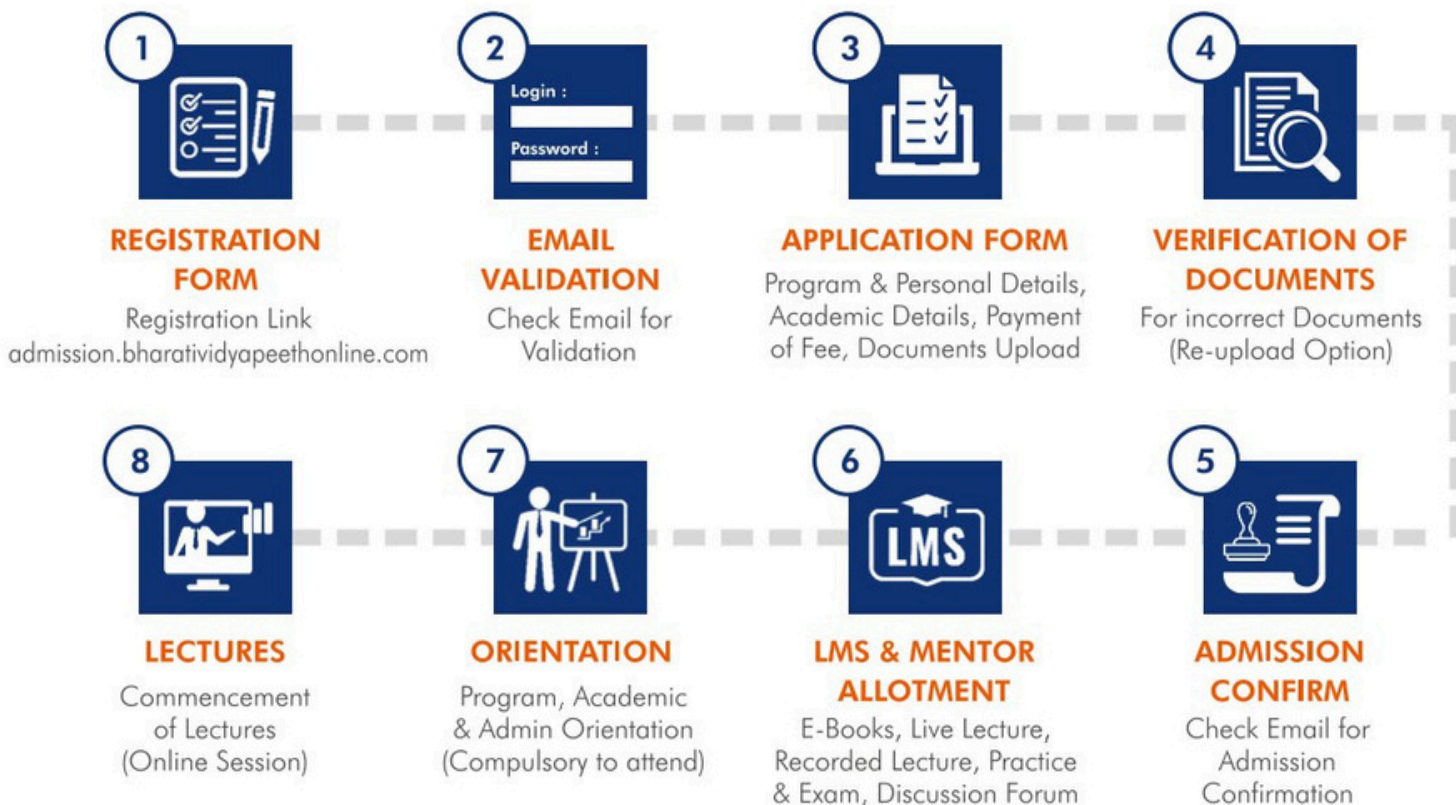 1
REGISTRATION
FORM
Registration Link
admission.bharatividyapeethonline.com
2
Login :
Password :
EMAIL
VALIDATION
Check Email for
Validation
3
APPLICATION FORM
Program & Personal Details,
Academic Details, Payment
of Fee, Documents Upload
4
VERIFICATION OF
DOCUMENTS
For incorrect Documents
(Re-upload Option)
5
ADMISSION
CONFIRM
Check Email for
Admission
Confirmation
6
LMS
LMS & MENTOR
ALLOTMENT
E-Books, Live Lecture,
Recorded Lecture, Practice
& Exam, Discussion Forum
7
ORIENTATION
Program, Academic
& Admin Orientation
(Compulsory to attend)
8
LECTURES
Commencement
of Lectures
(Online Session)